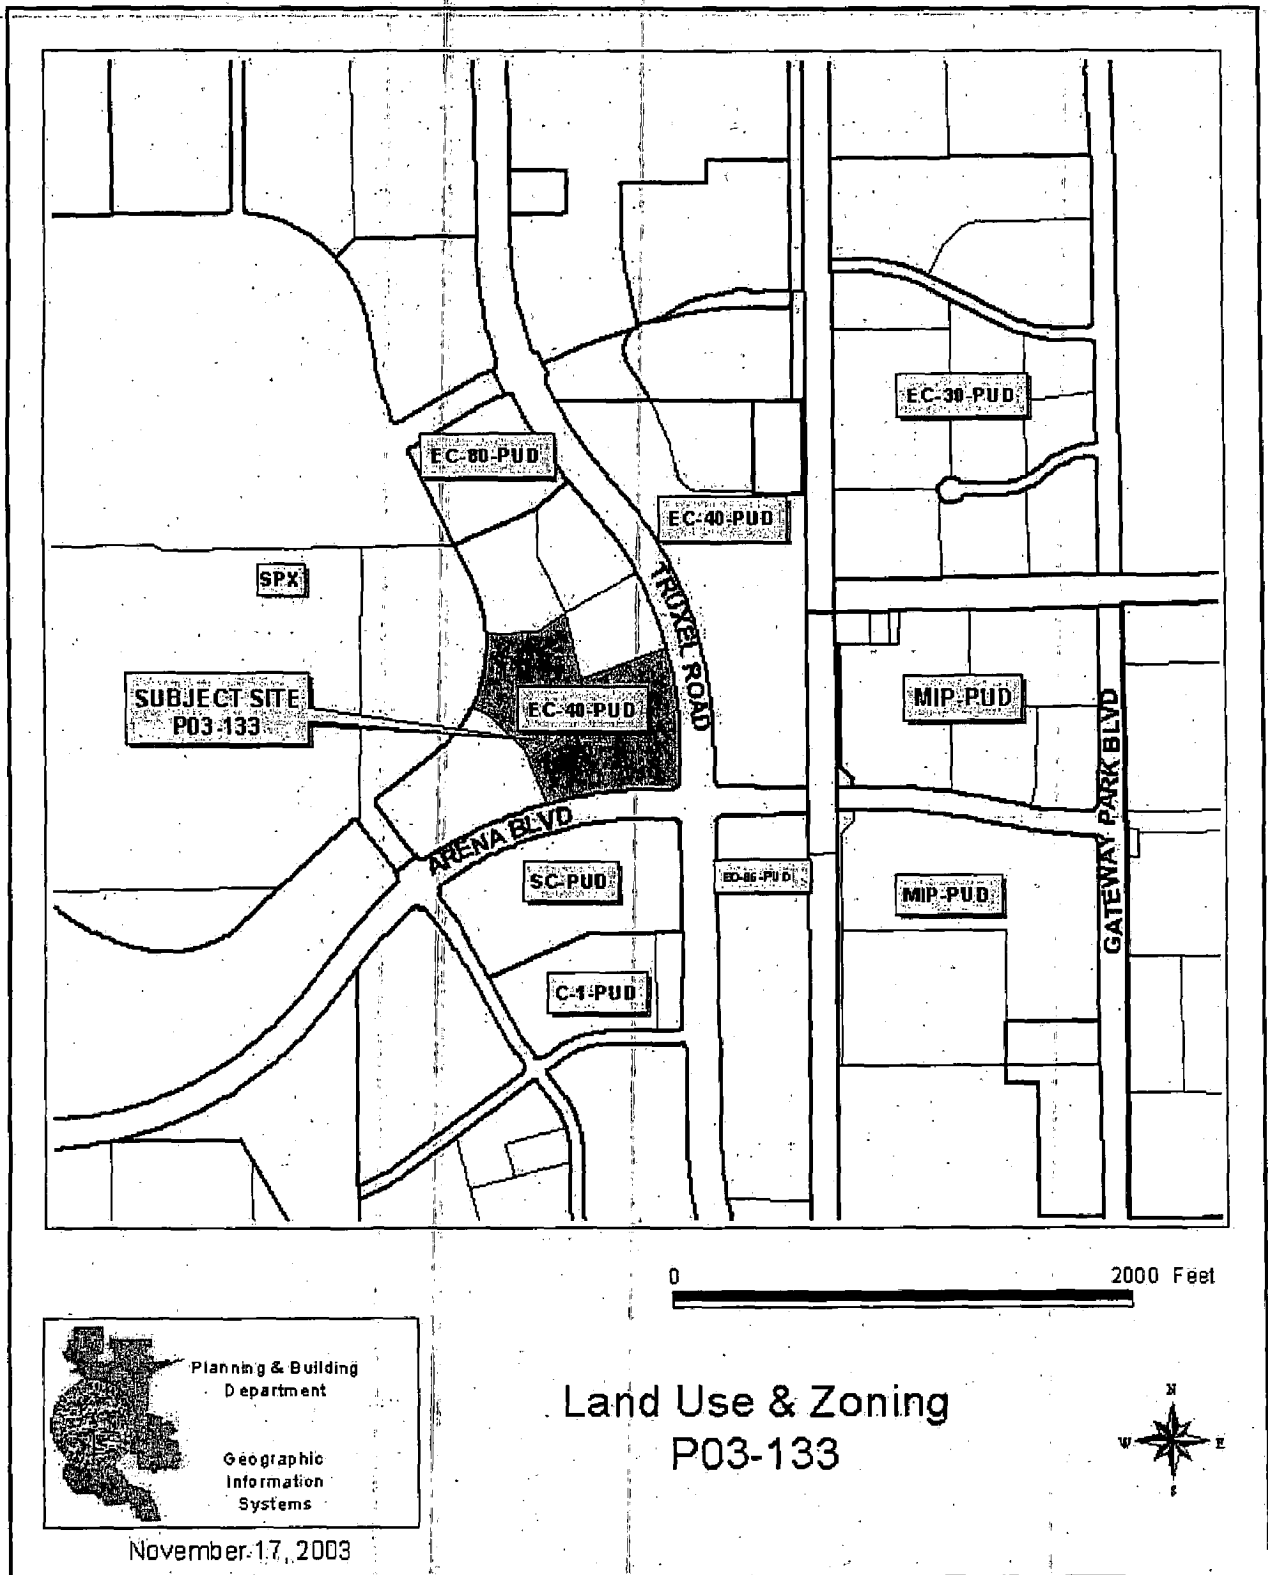 EC-30-PUD
EC-80-PUD
EC-40-PUD
SPX
TRUXEL ROAD
SUBJECT SITE
P03-133
EC-40-PUD
MIP-PUD
GATEWAY PARK BLVD
ARENA BLVD
SC-PUD
MIP-PUD
C-1-PUD
0 2000 Feet
Planning & Building
Department
Geographic
Information
Systems
Land Use & Zoning
P03-133
N
W E
S
November 17, 2003